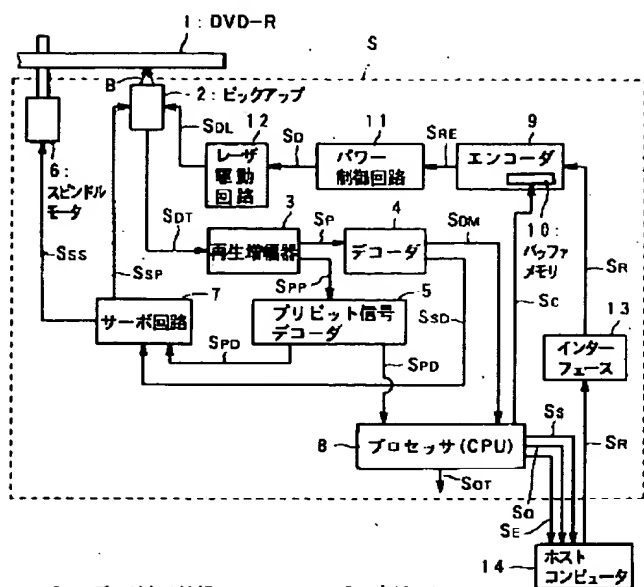 1:DVD-R
S
B
2:ピックアップ
6:スピンドルモータ
SDL
12
レーザ駆動回路
SD
11
パワー制御回路
SRE
9
エンコーダ
10:バッファメモリ
SDT
3
再生増幅器
SP
4
デコーダ
SDM
SSS
SSP
SPP
SSD
SC
SR
7
サーボ回路
5
プリピット信号デコーダ
SPD
SPD
13
インターフェース
8
プロセッサ(CPU)
SS
SQ
SE
SR
SOT
14
ホストコンピュータ